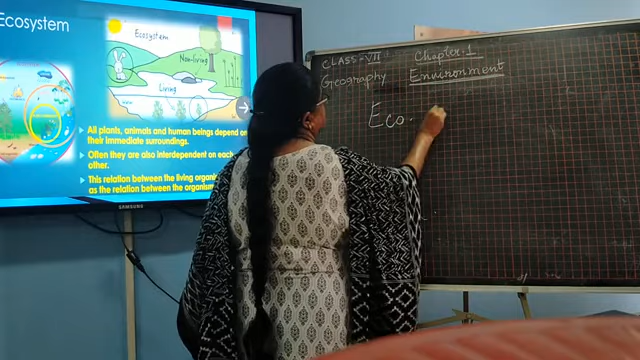 Ecosystem
Ecosystem
Non-living
Living
All plants, animals and human beings depend on
their immediate surroundings.
Often they are also interdependent on each
other.
This relation between the living
as the relation between the
SAMSUNG
CLASS - VII
Chapter. 1
Geography
Environment
Eco.